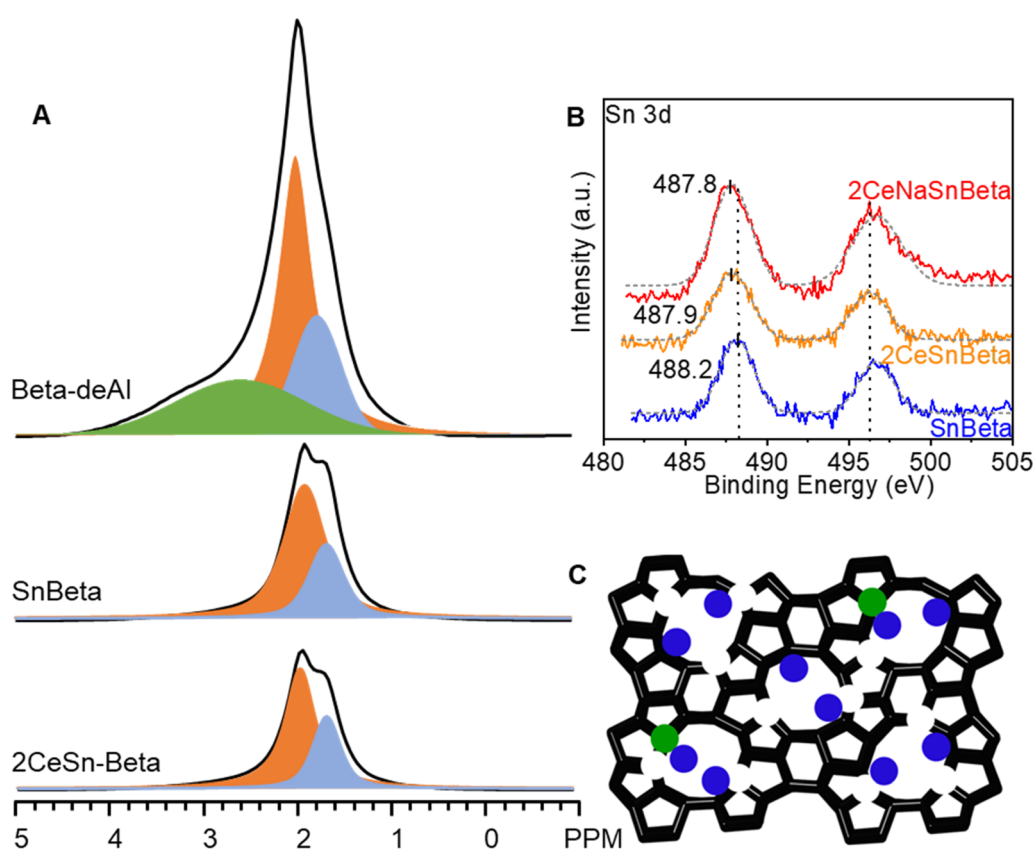 A
Beta-deAl
SnBeta
2CeSn-Beta
5 4 3 2 1 0 PPM
B
Sn 3d
487.8
2CeNaSnBeta
487.9
2CeSnBeta
488.2
SnBeta
Intensity (a.u.)
480 485 490 495 500 505
Binding Energy (eV)
C